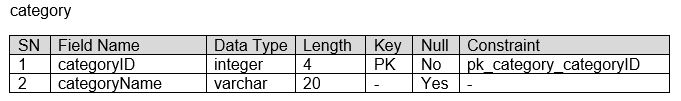 category
SN Field Name Data Type Length Key Null Constraint
1 categoryID integer 4 PK No pk_category_categoryID
2 categoryName varchar 20 - Yes -